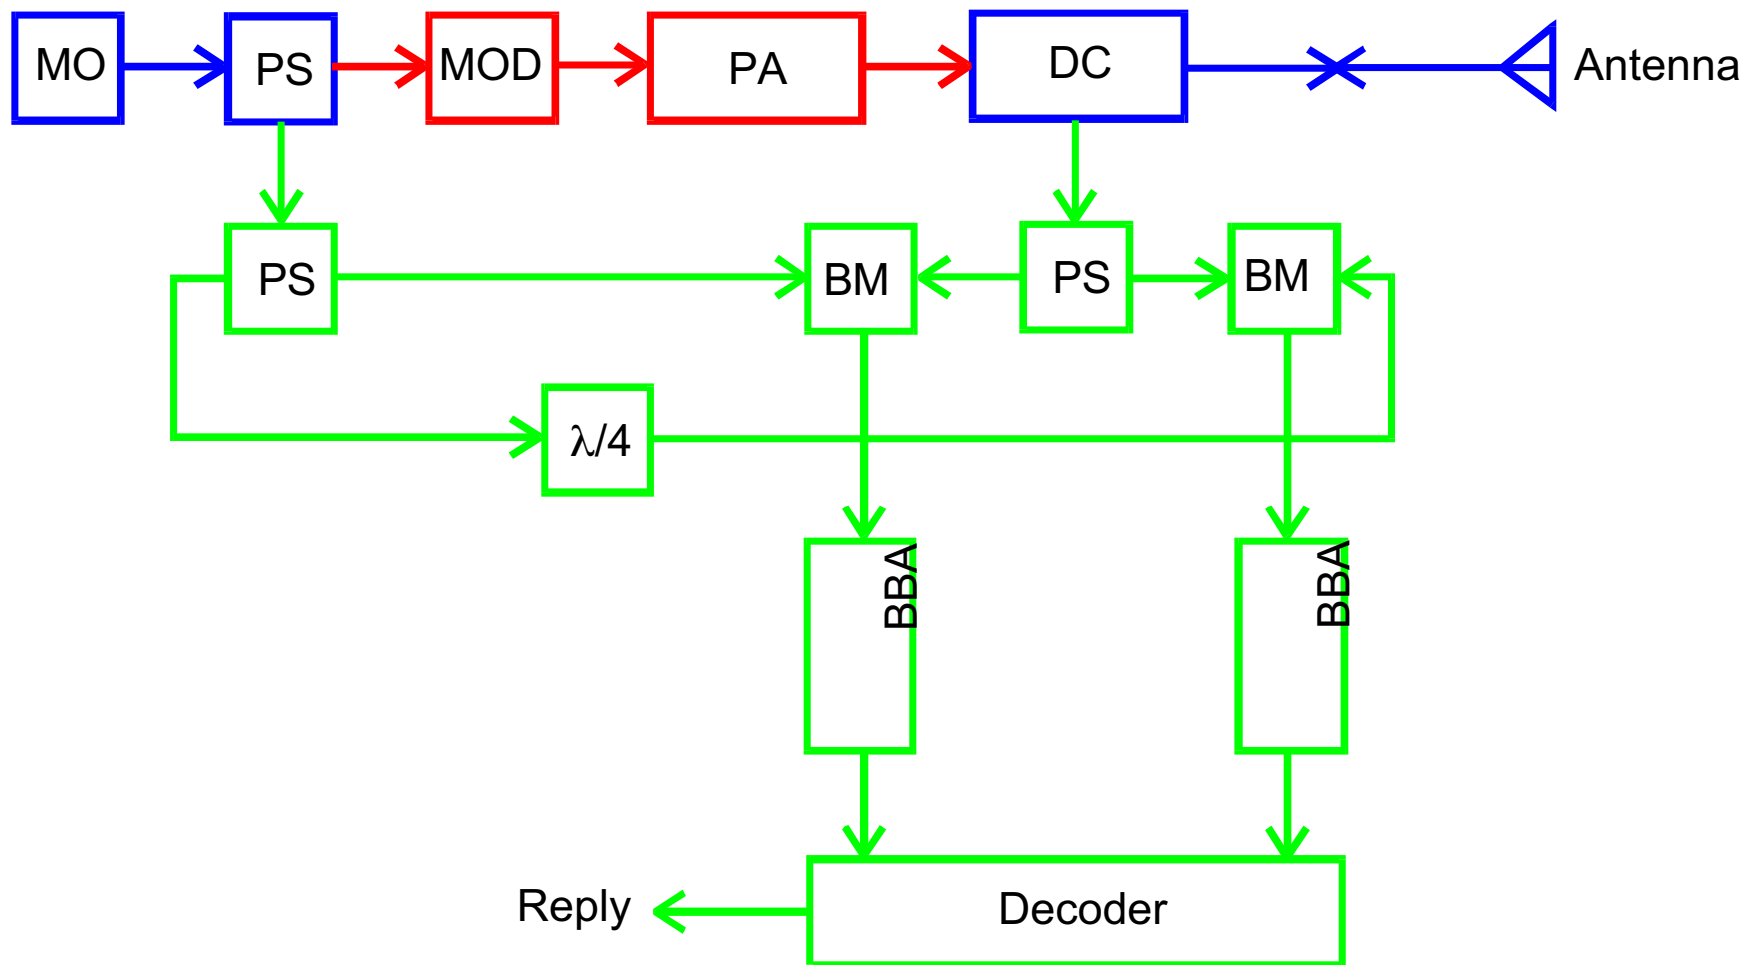 MO
PS
MOD
PA
DC
Antenna
PS
BM
PS
BM
λ/4
BBA
BBA
Reply
Decoder